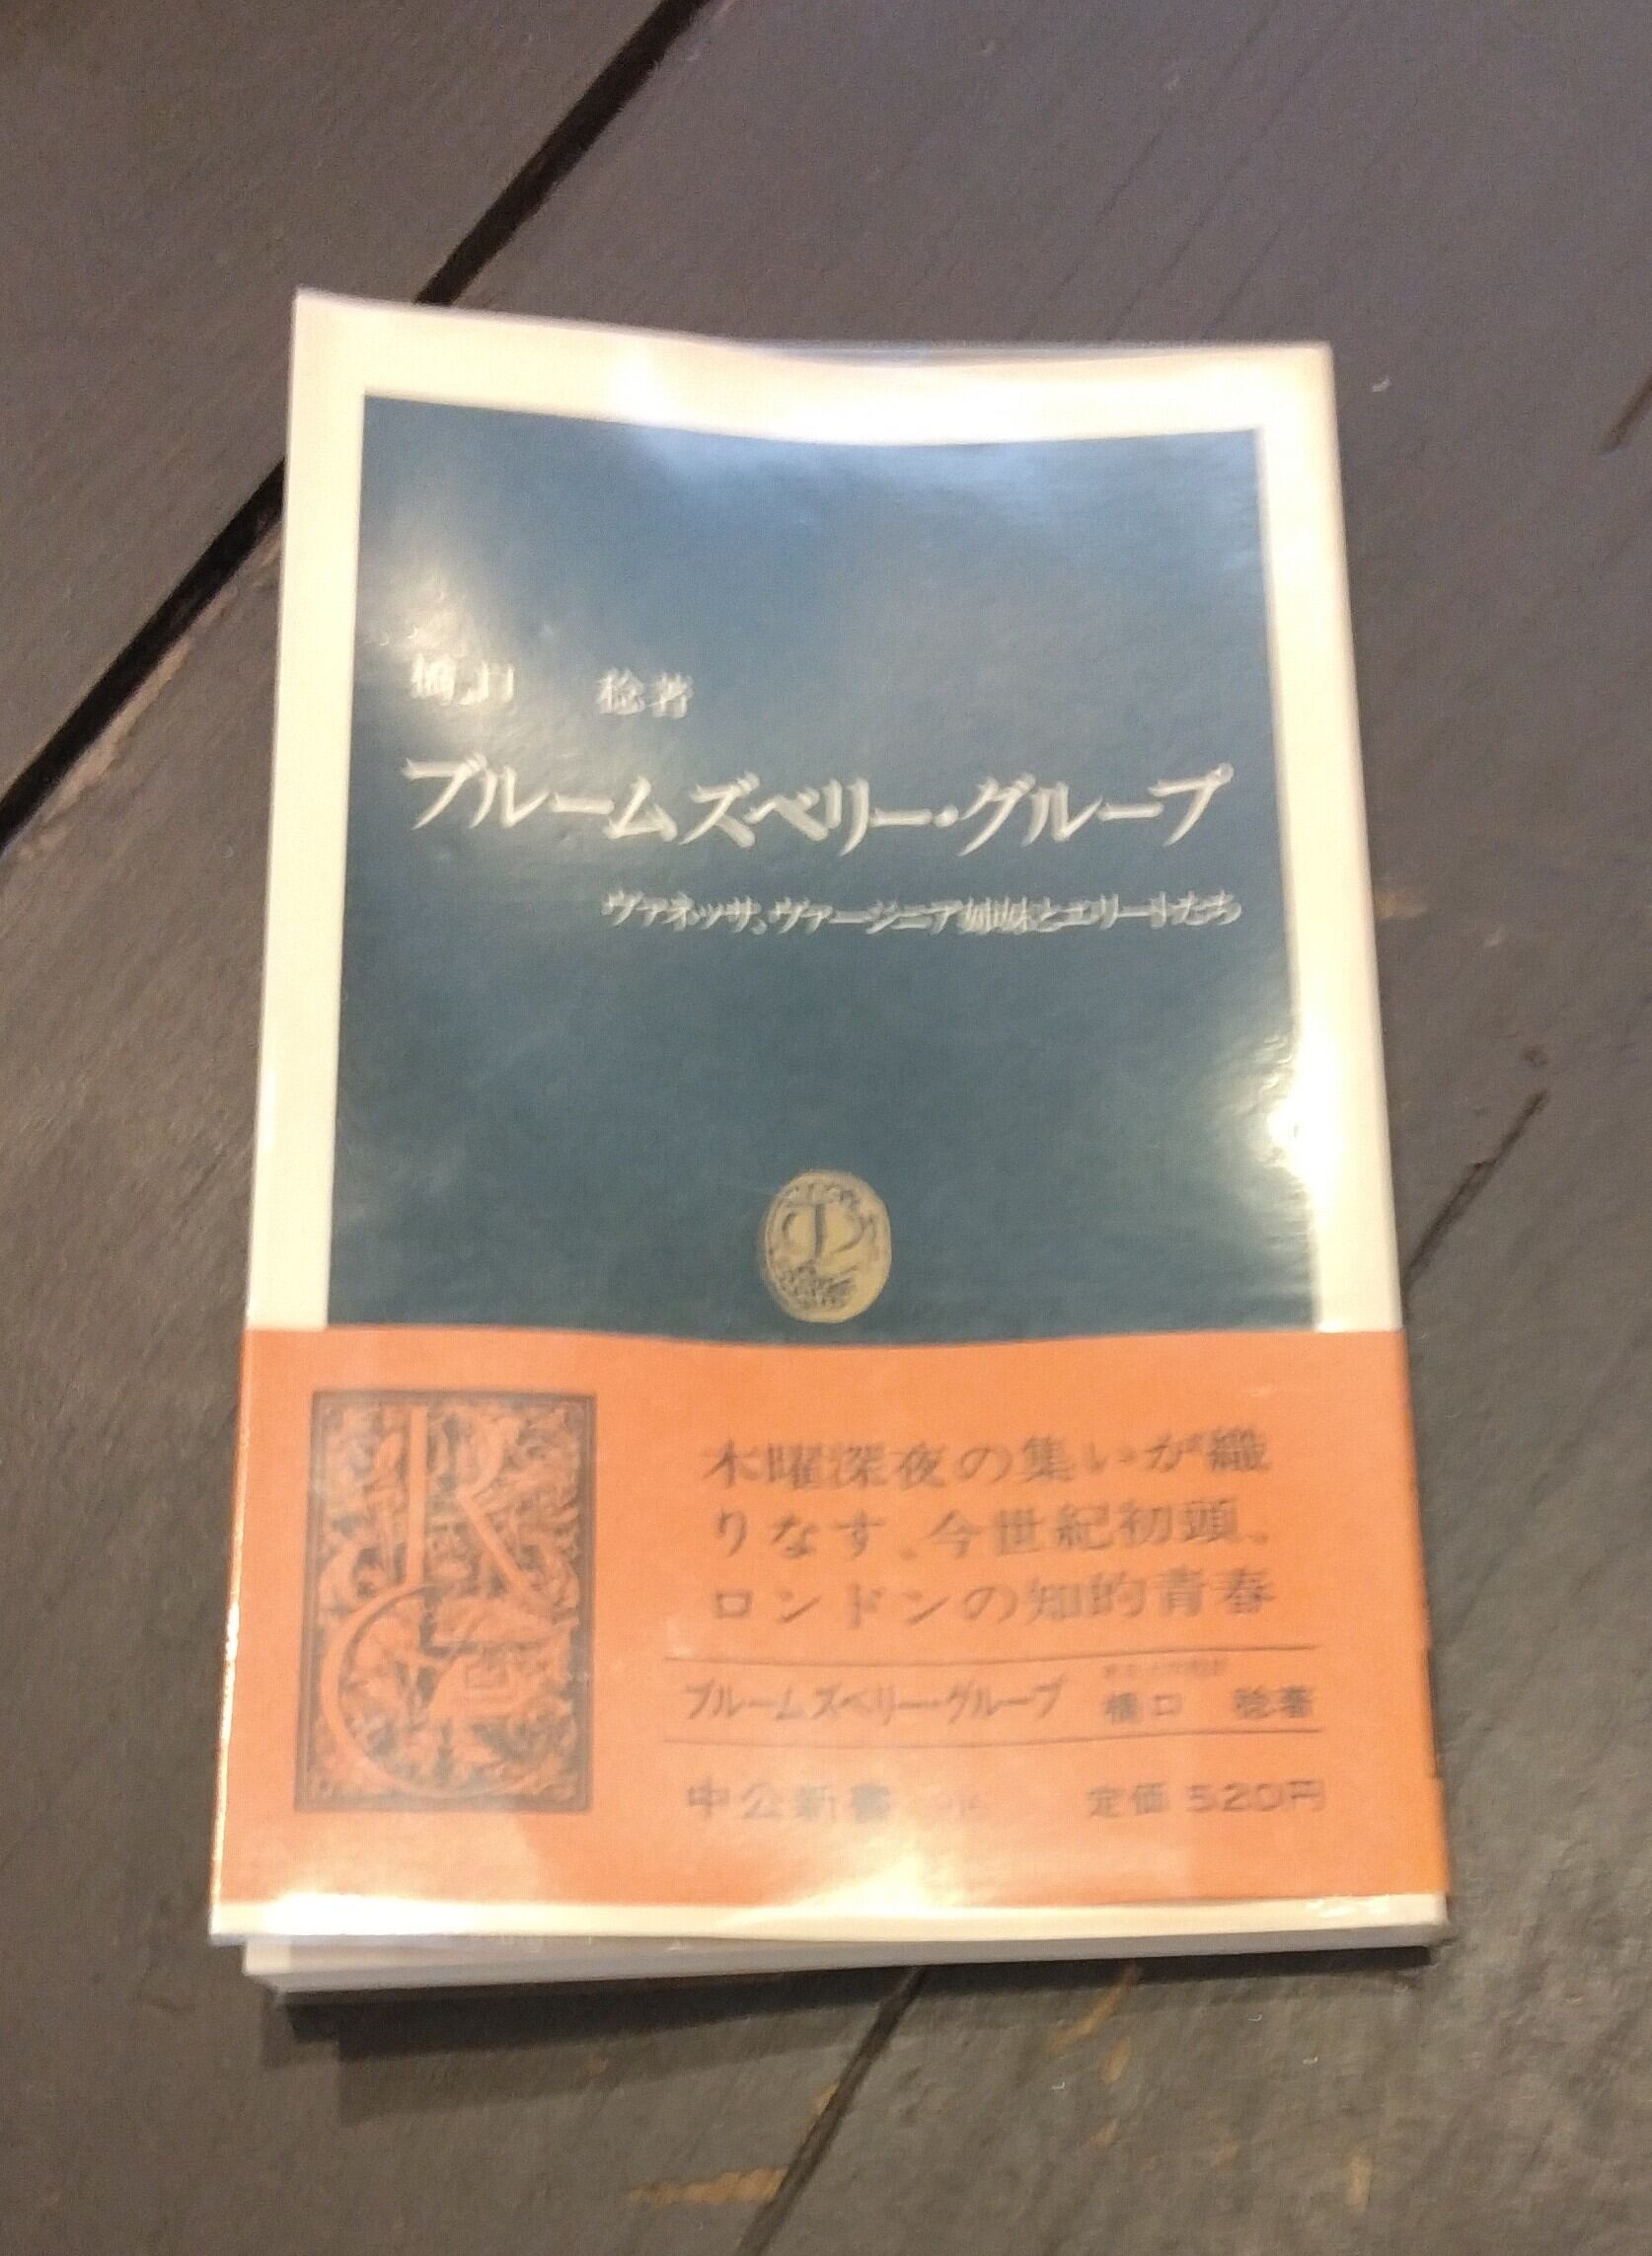 橋口 稔著
ブルームズベリー・グループ
ヴァネッサ、ヴァージニア姉妹とエリートたち
木曜深夜の集いが織
りなす、今世紀初頭、
ロンドンの知的青春
ブルームズベリー・グループ 橋口 稔著
中公新書 定価 520円